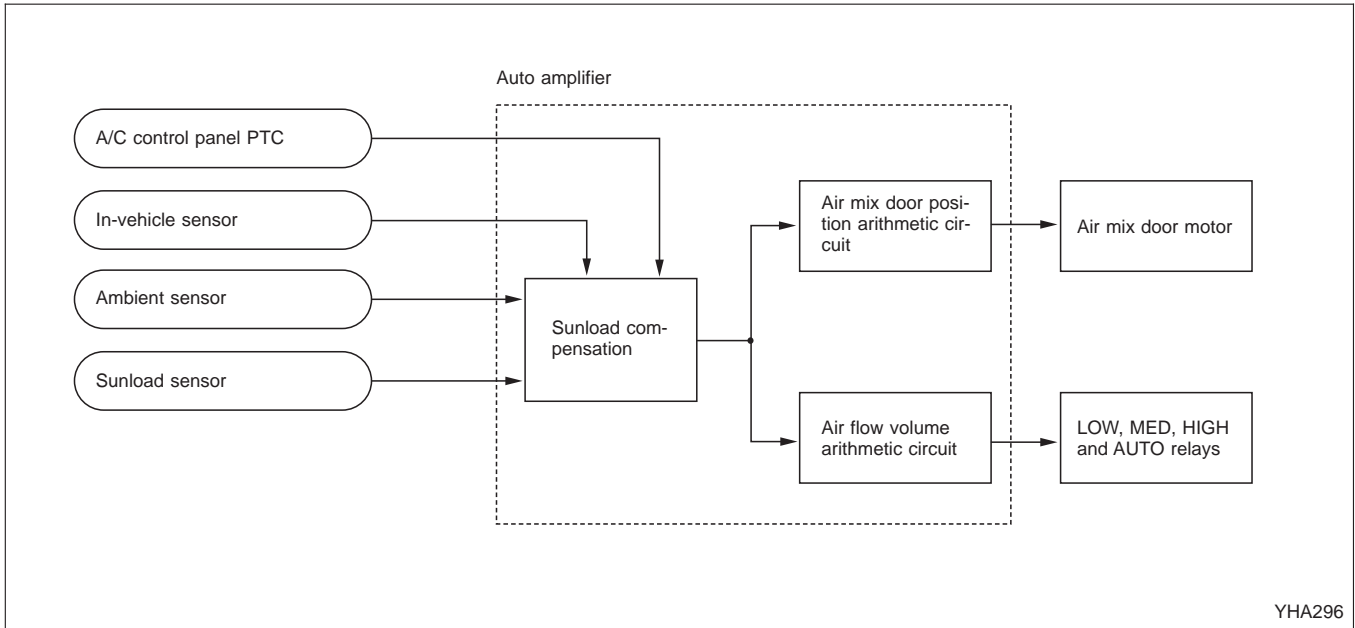 Auto amplifier
A/C control panel PTC
In-vehicle sensor
Ambient sensor
Sunload sensor
Sunload com-
pensation
Air mix door posi-
tion arithmetic cir-
cuit
Air mix door motor
Air flow volume
arithmetic circuit
LOW, MED, HIGH
and AUTO relays
YHA296